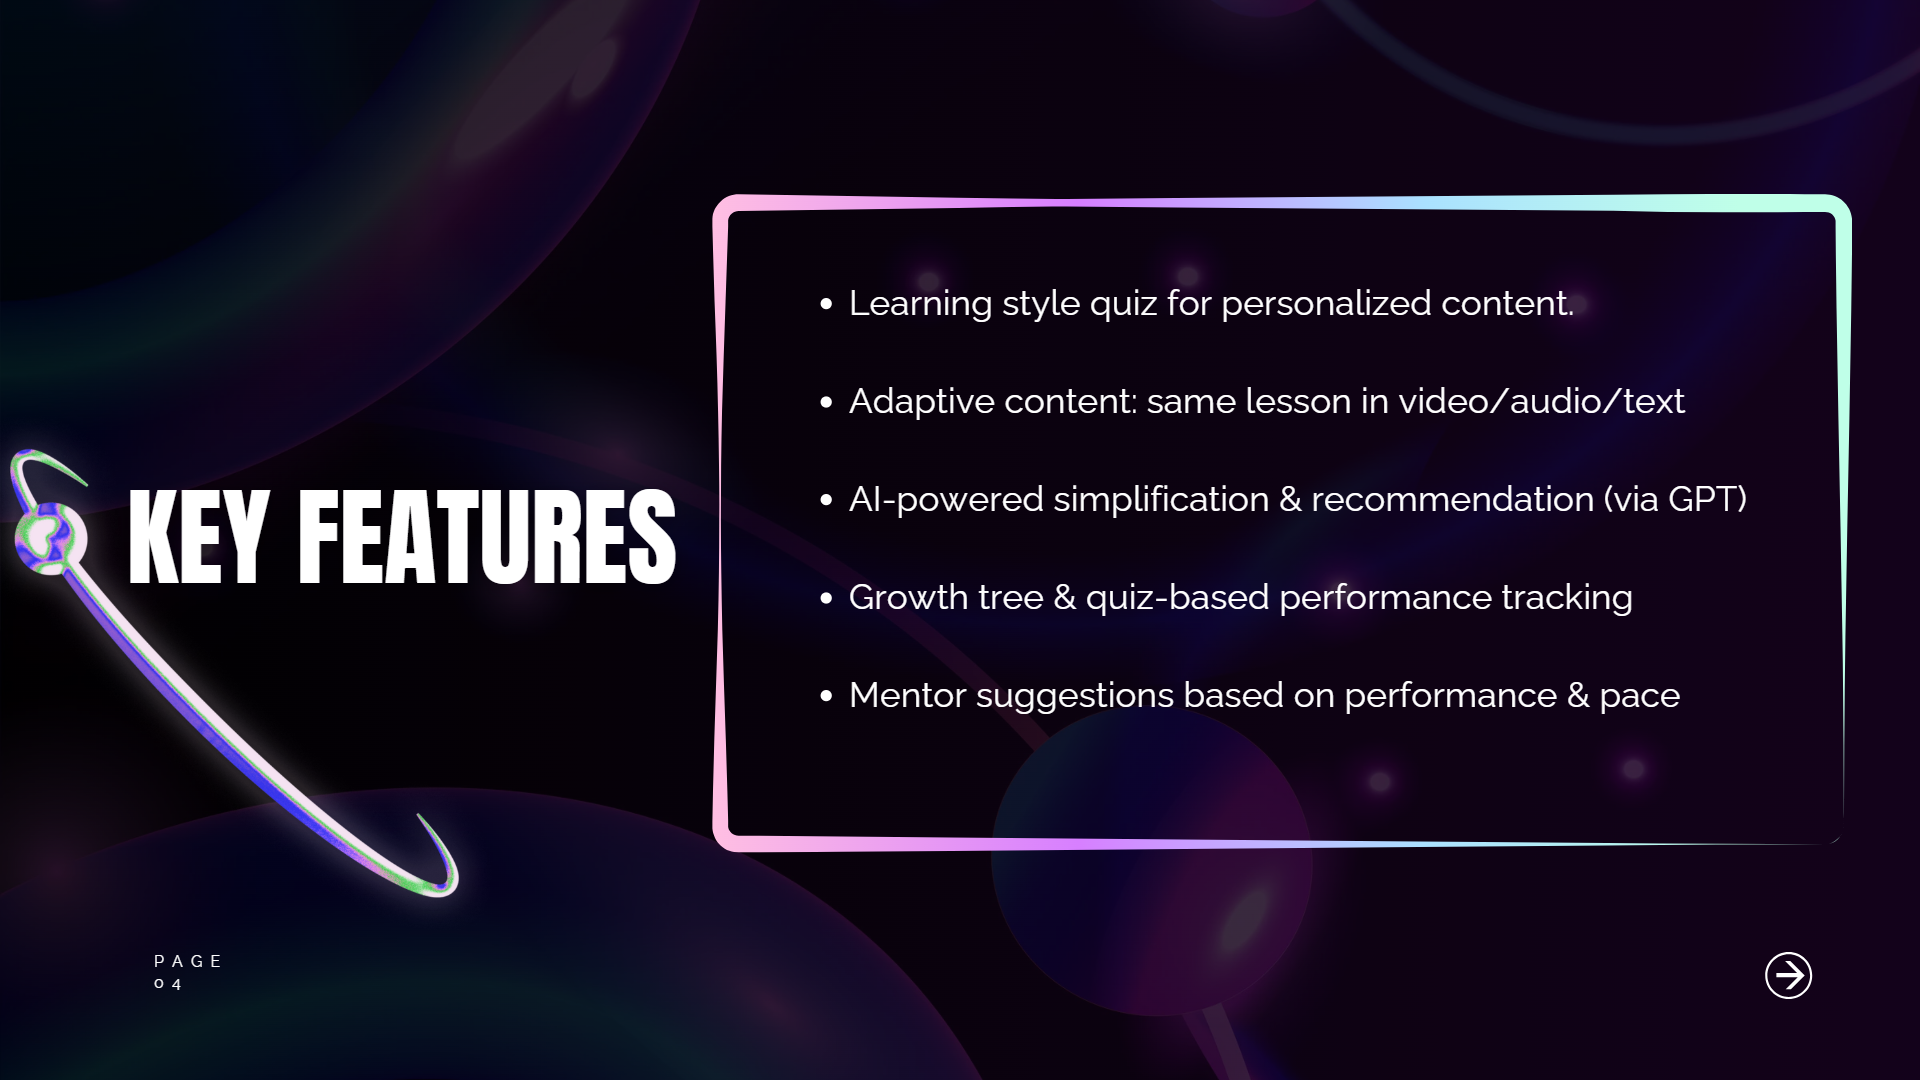 KEY FEATURES
• Learning style quiz for personalized content.
• Adaptive content: same lesson in video/audio/text
• AI-powered simplification & recommendation (via GPT)
• Growth tree & quiz-based performance tracking
• Mentor suggestions based on performance & pace
PAGE
04